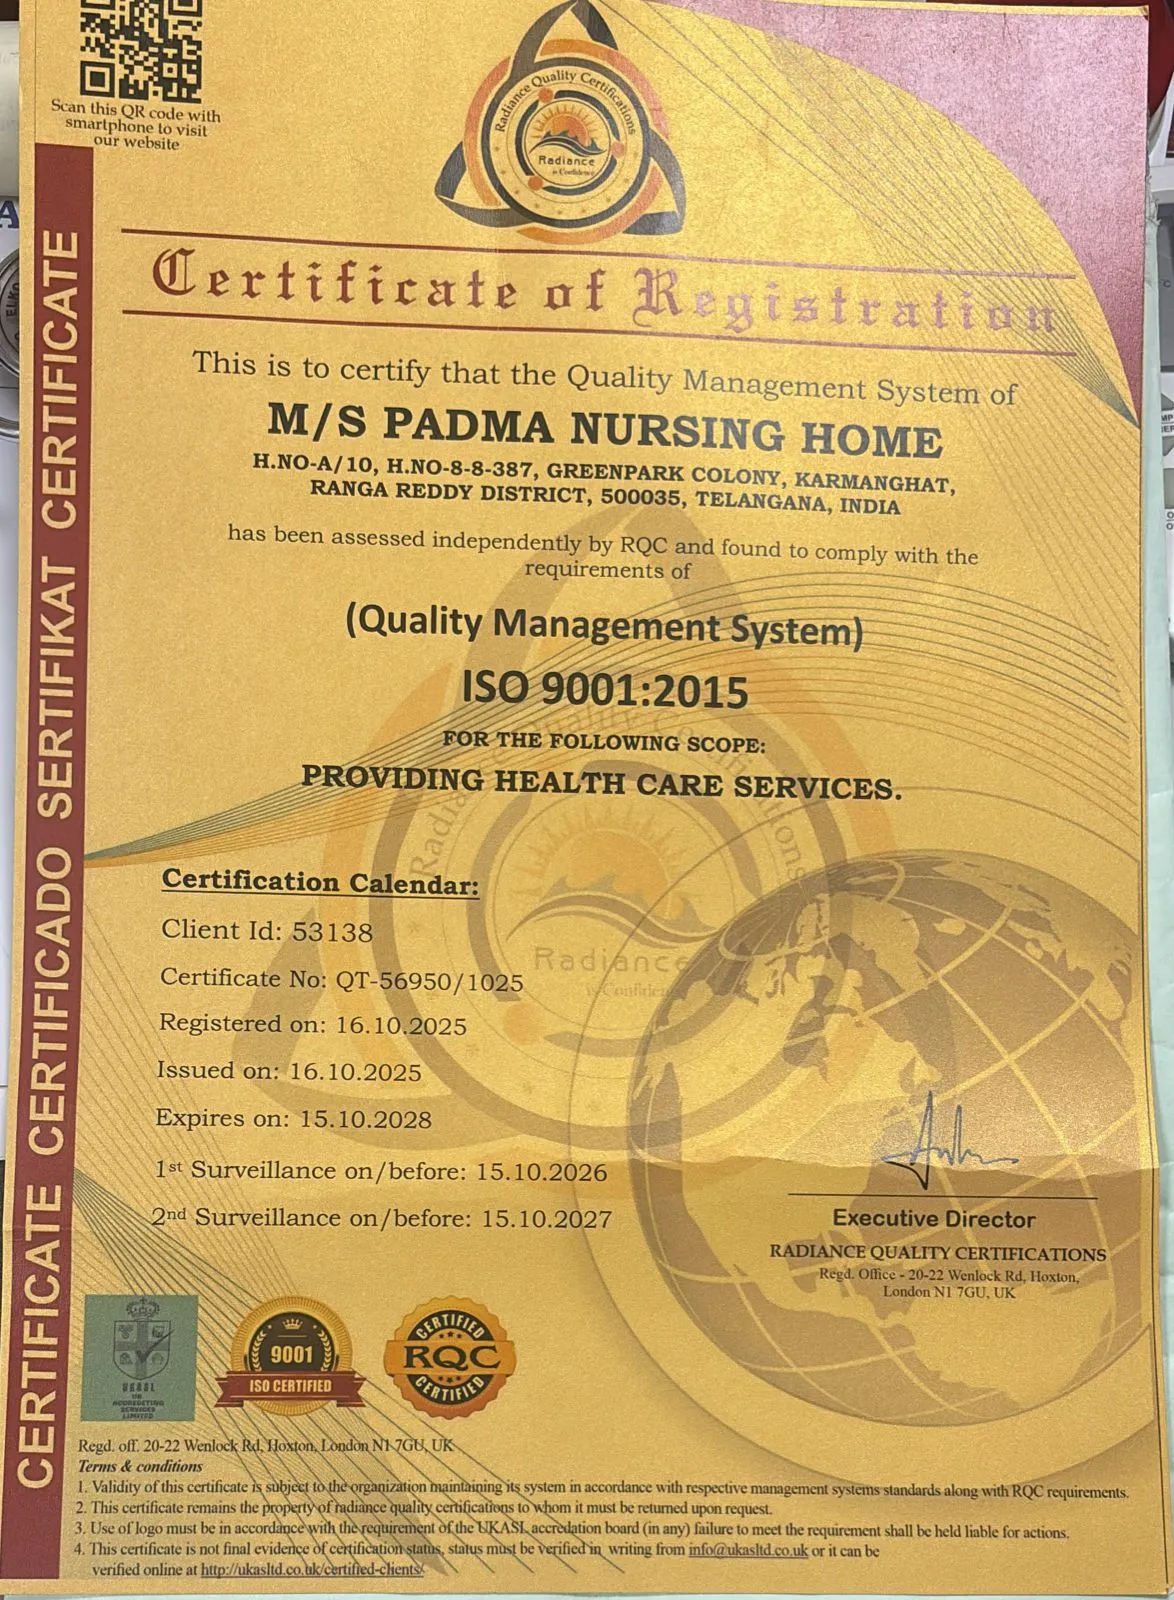 Scan this QR code with
smartphone to visit
our website
Radiance Quality Certifications
Radiance
is Confidence
Certificate of Registration
This is to certify that the Quality Management System of
M/S PADMA NURSING HOME
H.NO-A/10, H.NO-8-8-387, GREENPARK COLONY, KARMANGHAT,
RANGA REDDY DISTRICT, 500035, TELANGANA, INDIA
has been assessed independently by RQC and found to comply with the
requirements of
(Quality Management System)
ISO 9001:2015
FOR THE FOLLOWING SCOPE:
PROVIDING HEALTH CARE SERVICES.
CERTIFICATE CERTIFICADO SERTIFIKAT CERTIFICATE
Certification Calendar:
Client Id: 53138
Certificate No: QT-56950/1025
Registered on: 16.10.2025
Issued on: 16.10.2025
Expires on: 15.10.2028
1st Surveillance on/before: 15.10.2026
2nd Surveillance on/before: 15.10.2027
Radiance
Executive Director
RADIANCE QUALITY CERTIFICATIONS
Regd. Office - 20-22 Wenlock Rd, Hoxton,
London N1 7GU, UK
UKASL
UK
ACCREDETING
SERVICES
LIMITED
9001
ISO CERTIFIED
CERTIFIED
RQC
CERTIFIED
Regd. off. 20-22 Wenlock Rd, Hoxton, London N1 7GU, UK
Terms & conditions
1. Validity of this certificate is subject to the organization maintaining its system in accordance with respective management systems standards along with RQC requirements.
2. This certificate remains the property of radiance quality certifications to whom it must be returned upon request.
3. Use of logo must be in accordance with the requirement of the UKASL accredation board (in any) failure to meet the requirement shall be held liable for actions.
4. This certificate is not final evidence of certification status, status must be verified in writing from info@ukasltd.co.uk or it can be
verified online at http://ukasltd.co.uk/certified-clients/